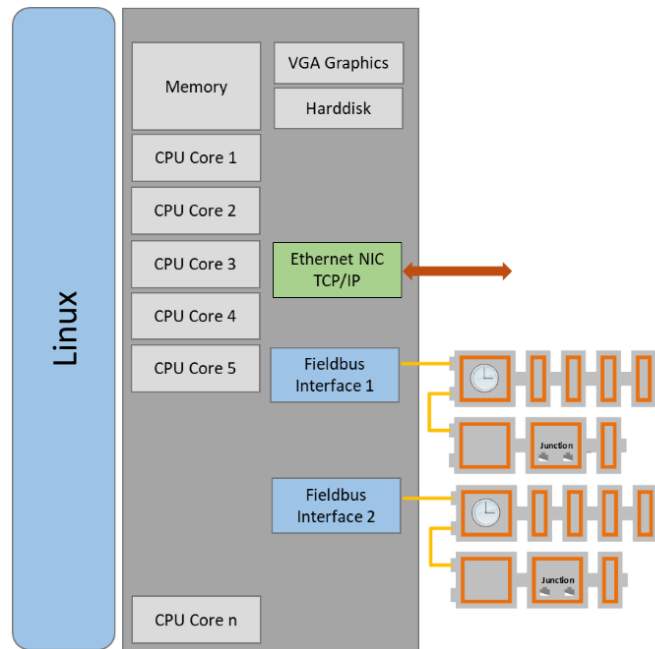 Linux
Memory
VGA Graphics
Harddisk
CPU Core 1
CPU Core 2
CPU Core 3
Ethernet NIC
TCP/IP
CPU Core 4
CPU Core 5
Fieldbus
Interface 1
Junction
Fieldbus
Interface 2
Junction
CPU Core n